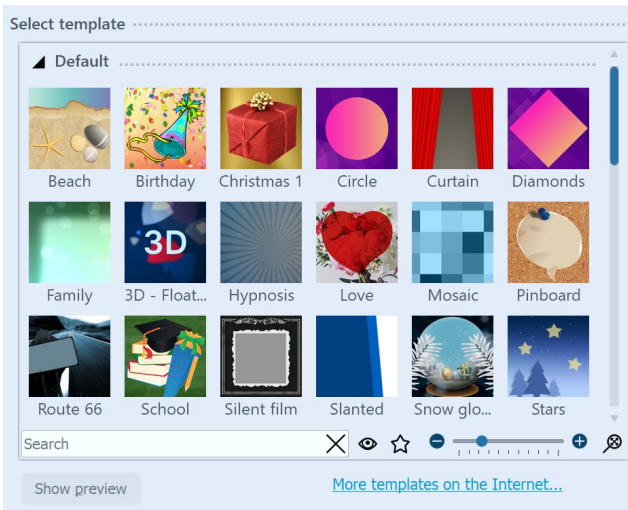 Select template
Default
Beach Birthday Christmas 1 Circle Curtain Diamonds
3D
Family 3D - Float... Hypnosis Love Mosaic Pinboard
Route 66 School Silent film Slanted Snow glo... Stars
Search
Show preview More templates on the Internet...